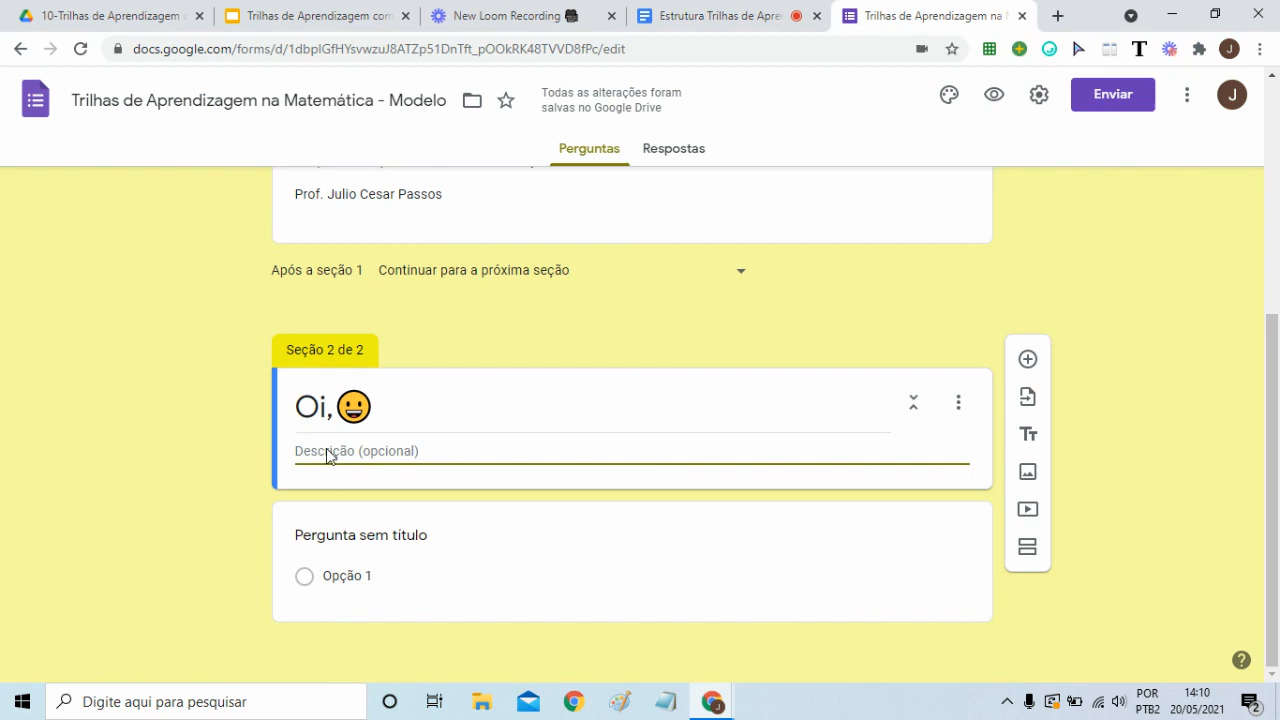 10-Trilhas de Aprendizagem
Trilhas de Aprendizagem com
New Loom Recording
Estrutura Trilhas de Apre
Trilhas de Aprendizagem na M
docs.google.com/forms/d/1dbpIGfHYsvwzuJ8ATZp51DnTft_pOOkRK48TVVD8fPc/edit
Trilhas de Aprendizagem na Matemática - Modelo
Todas as alterações foram
salvas no Google Drive
Enviar
J
Perguntas
Respostas
Prof. Julio Cesar Passos
Após a seção 1 Continuar para a próxima seção
Seção 2 de 2
Oi,😀
Descrição (opcional)
Pergunta sem título
Opção 1
Digite aqui para pesquisar
POR
PTB2
14:10
20/05/2021
2